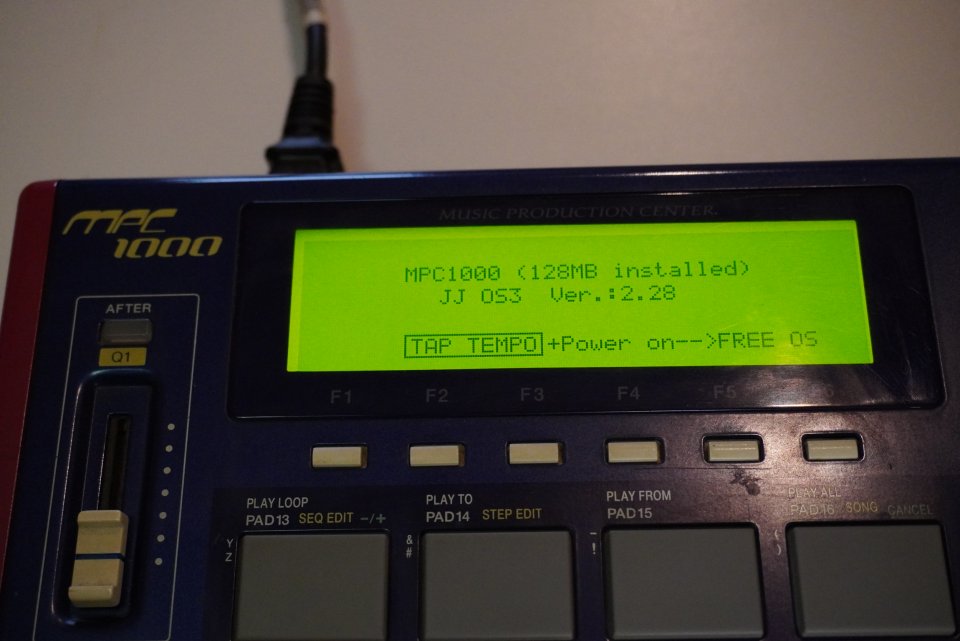 MPC
1000
MUSIC PRODUCTION CENTER
MPC1000 (128MB installed)
JJ OS3 Ver.:2.28
TAP TEMPO+Power on-->FREE OS
AFTER
Q1
F1 F2 F3 F4 F5
PLAY LOOP
PAD13 SEQ EDIT -/+
PLAY TO
PAD14 STEP EDIT
PLAY FROM
PAD15
PLAY ALL
PAD16 SONG CANCEL
Y
Z
&
#
-
!
(
)